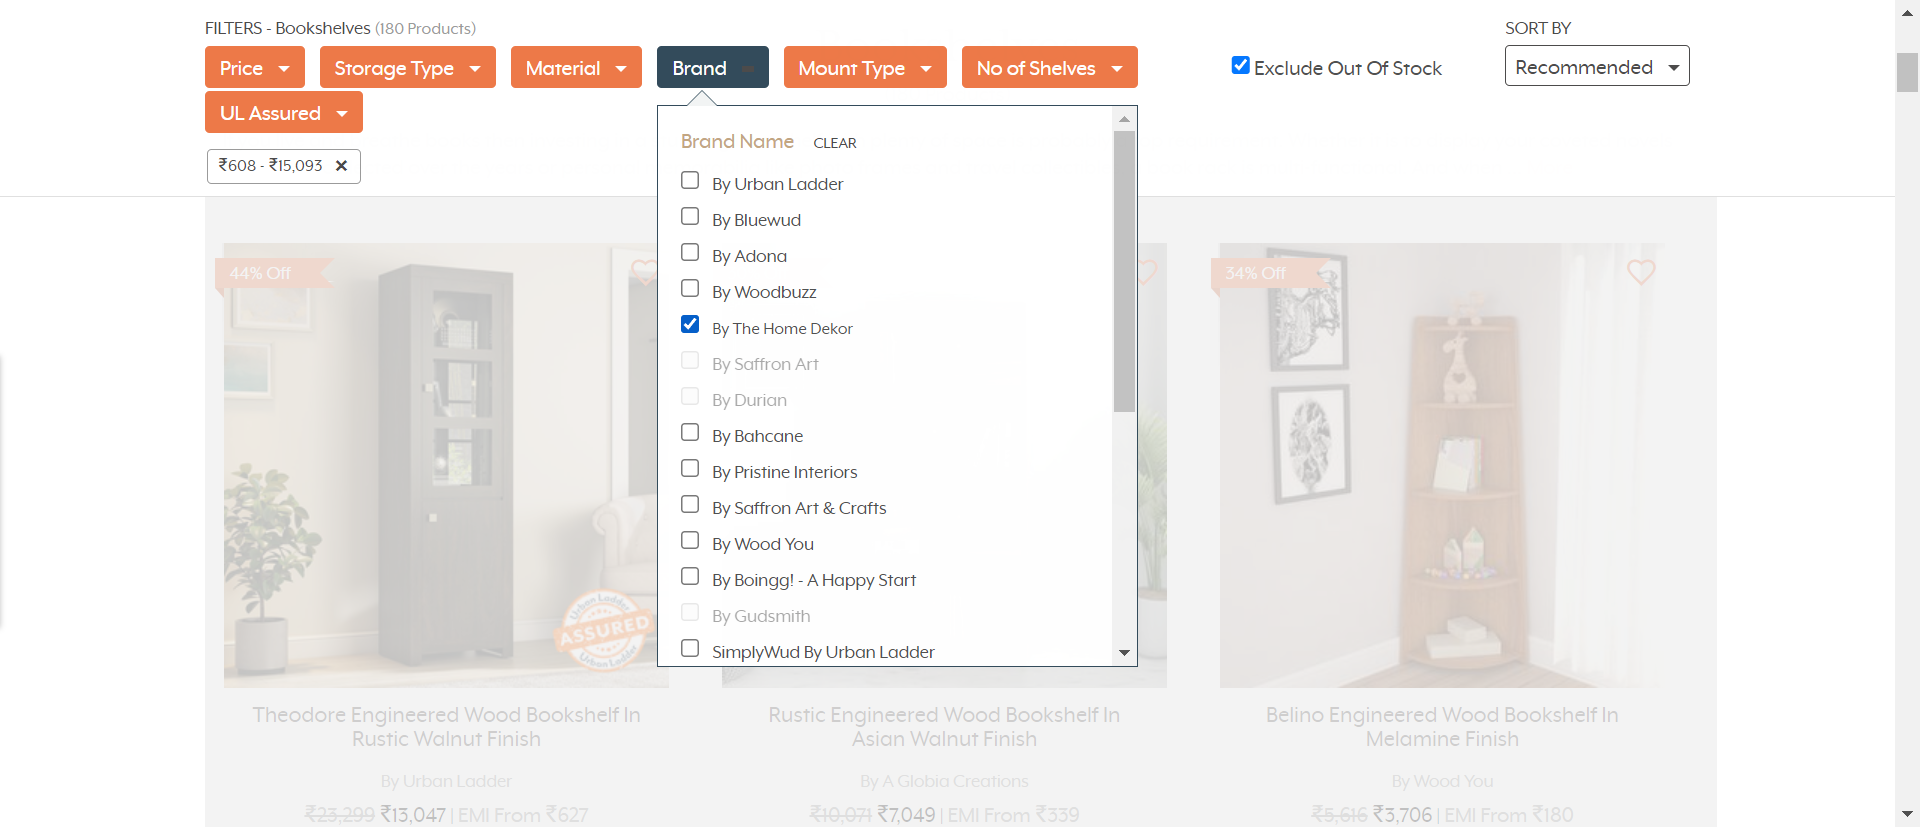 FILTERS - Bookshelves (180 Products)
SORT BY
Price
Storage Type
Material
Brand
Mount Type
No of Shelves
Exclude Out Of Stock
Recommended
UL Assured
₹608 - ₹15,093 ✕
Brand Name CLEAR
By Urban Ladder
By Bluewud
By Adona
By Woodbuzz
By The Home Dekor
By Saffron Art
By Durian
By Bahcane
By Pristine Interiors
By Saffron Art & Crafts
By Wood You
By Boingg! - A Happy Start
By Gudsmith
SimplyWud By Urban Ladder
44% Off
Urban Ladder
ASSURED
Urban Ladder
34% Off
Theodore Engineered Wood Bookshelf In
Rustic Walnut Finish
By Urban Ladder
₹23,299 ₹13,047 | EMI From ₹627
Rustic Engineered Wood Bookshelf In
Asian Walnut Finish
By A Globia Creations
₹10,071 ₹7,049 | EMI From ₹339
Belino Engineered Wood Bookshelf In
Melamine Finish
By Wood You
₹5,616 ₹3,706 | EMI From ₹180